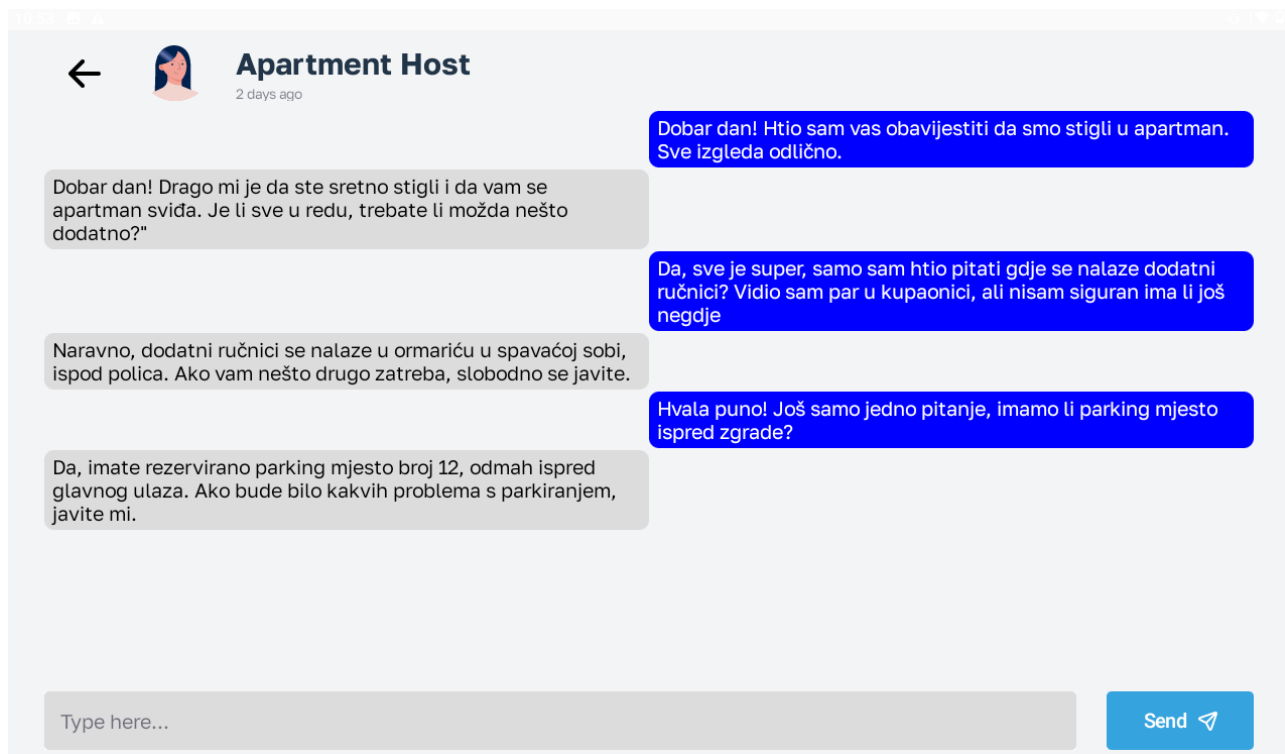 10:53
Apartment Host
2 days ago
Dobar dan! Htio sam vas obavijestiti da smo stigli u apartman.
Sve izgleda odlično.
Dobar dan! Drago mi je da ste sretno stigli i da vam se
apartman sviđa. Je li sve u redu, trebate li možda nešto
dodatno?"
Da, sve je super, samo sam htio pitati gdje se nalaze dodatni
ručnici? Vidio sam par u kupaonici, ali nisam siguran ima li još
negdje
Naravno, dodatni ručnici se nalaze u ormariću u spavaćoj sobi,
ispod polica. Ako vam nešto drugo zatreba, slobodno se javite.
Hvala puno! Još samo jedno pitanje, imamo li parking mjesto
ispred zgrade?
Da, imate rezervirano parking mjesto broj 12, odmah ispred
glavnog ulaza. Ako bude bilo kakvih problema s parkiranjem,
javite mi.
Type here...
Send